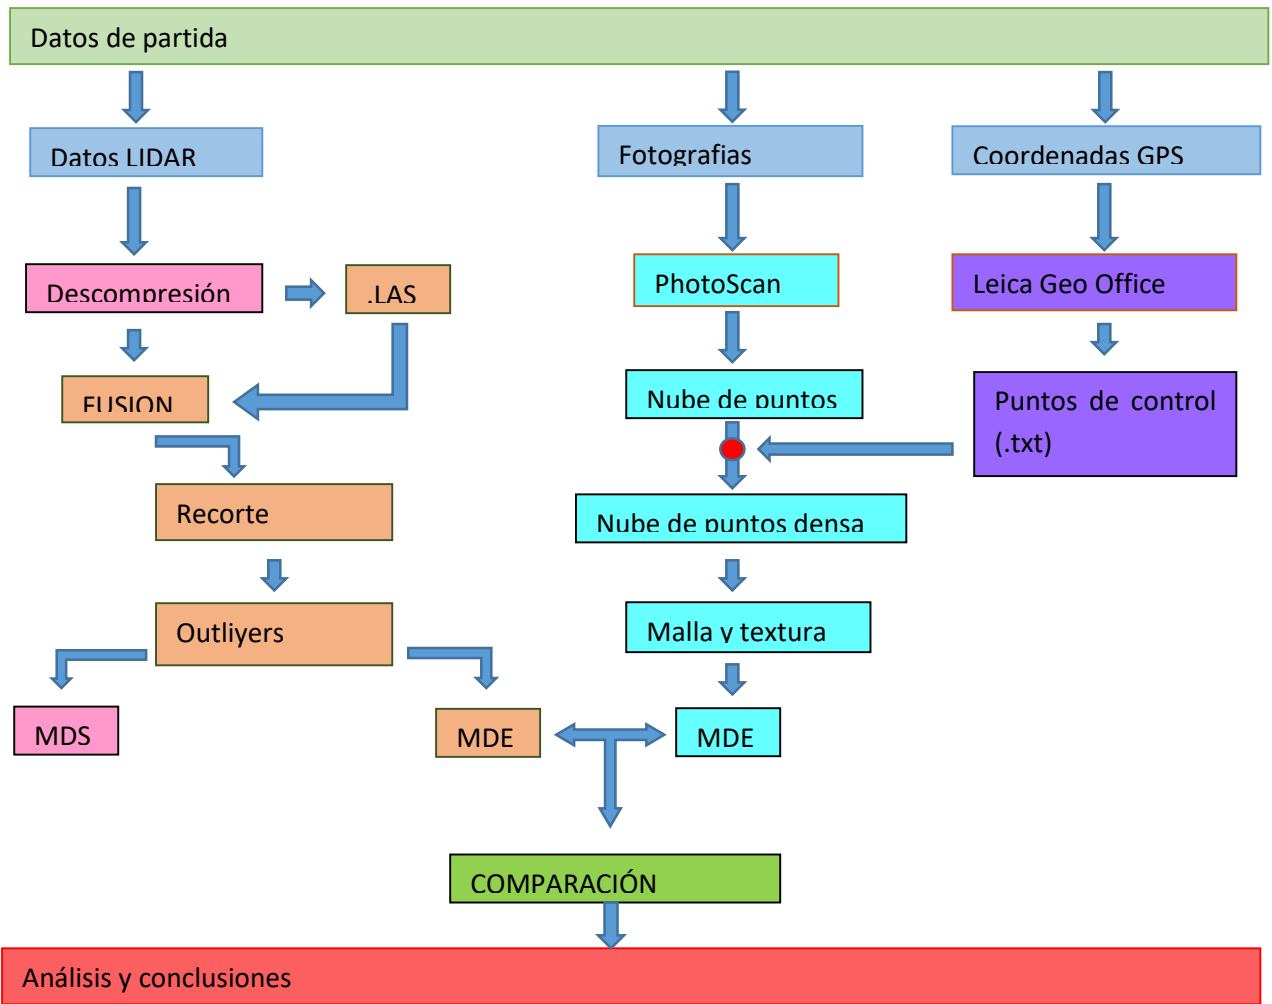 Datos de partida
Datos LIDAR
Fotografias
Coordenadas GPS
Descompresión
.LAS
PhotoScan
Leica Geo Office
FUSION
Nube de puntos
Puntos de control
(.txt)
Recorte
Nube de puntos densa
Outliyers
Malla y textura
MDS
MDE
MDE
COMPARACIÓN
Análisis y conclusiones